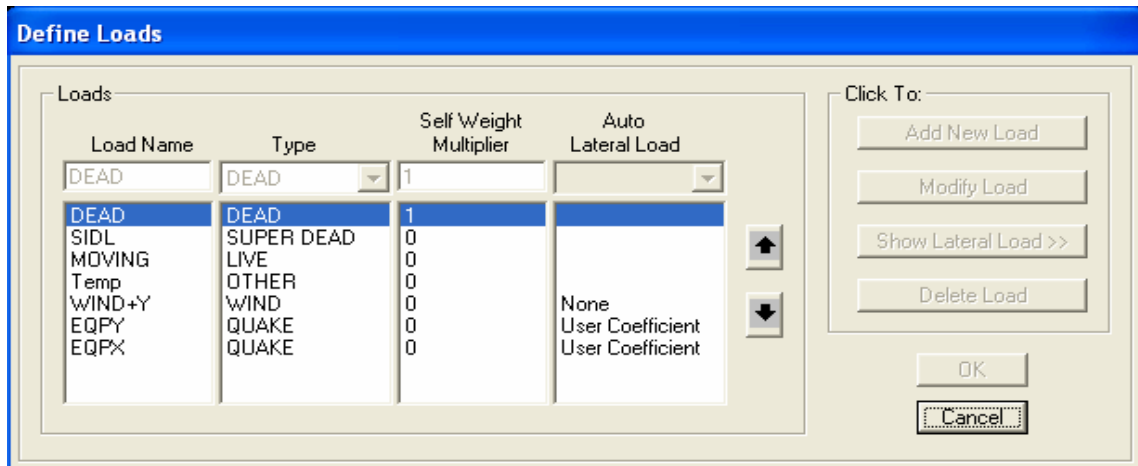 Define Loads
Loads
Click To:
Load Name Type Self Weight Multiplier Auto Lateral Load
DEAD DEAD 1
DEAD DEAD 1
SIDL SUPER DEAD 0
MOVING LIVE 0
Temp OTHER 0
WIND+Y WIND 0 None
EQPY QUAKE 0 User Coefficient
EQPX QUAKE 0 User Coefficient
Add New Load
Modify Load
Show Lateral Load >>
Delete Load
OK
Cancel